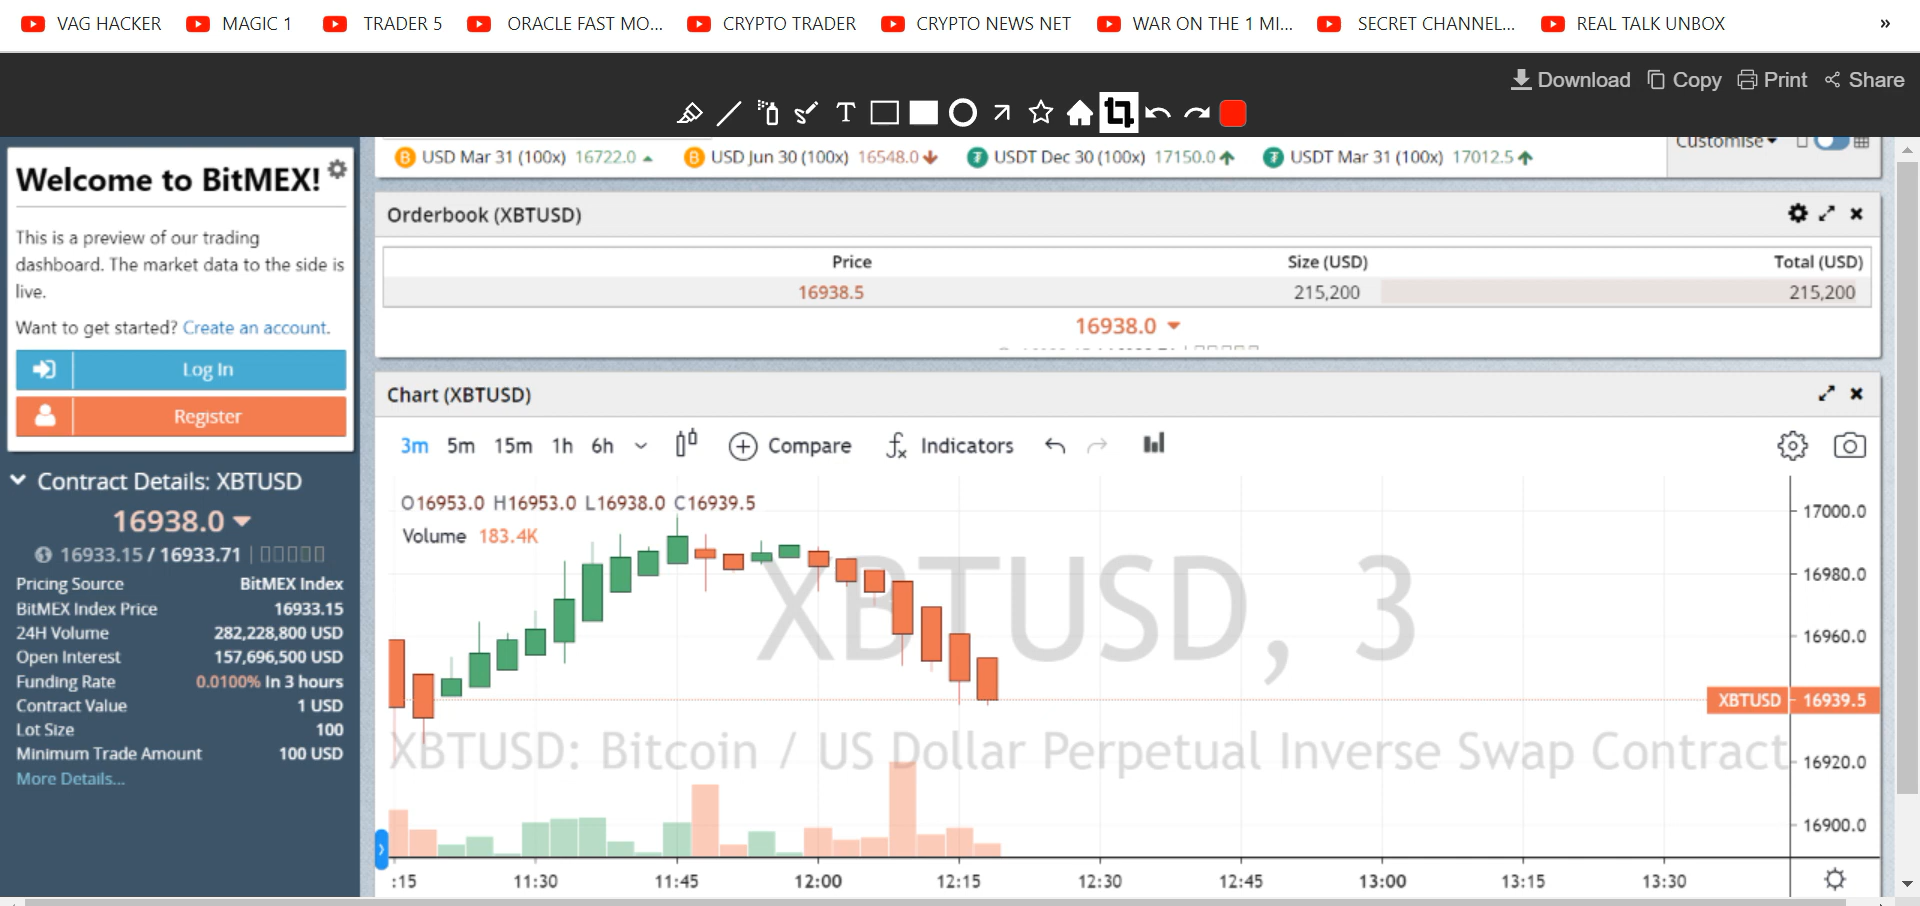 VAG HACKER MAGIC 1 TRADER 5 ORACLE FAST MO... CRYPTO TRADER CRYPTO NEWS NET WAR ON THE 1 MI... SECRET CHANNEL... REAL TALK UNBOX »
Download Copy Print Share
T
Welcome to BitMEX!
This is a preview of our trading
dashboard. The market data to the side is
live.
Want to get started? Create an account.
Log In
Register
Contract Details: XBTUSD
16938.0
16933.15 / 16933.71
Pricing Source BitMEX Index
BitMEX Index Price 16933.15
24H Volume 282,228,800 USD
Open Interest 157,696,500 USD
Funding Rate 0.0100% In 3 hours
Contract Value 1 USD
Lot Size 100
Minimum Trade Amount 100 USD
More Details...
USD Mar 31 (100x) 16722.0 USD Jun 30 (100x) 16548.0 USDT Dec 30 (100x) 17150.0 USDT Mar 31 (100x) 17012.5
Customise
Orderbook (XBTUSD)
Price Size (USD) Total (USD)
16938.5 215,200 215,200
16938.0
Chart (XBTUSD)
3m 5m 15m 1h 6h Compare fx Indicators
O16953.0 H16953.0 L16938.0 C16939.5
Volume 183.4K
XBTUSD, 3
XBTUSD: Bitcoin / US Dollar Perpetual Inverse Swap Contract
17000.0
16980.0
16960.0
XBTUSD 16939.5
16920.0
16900.0
:15 11:30 11:45 12:00 12:15 12:30 12:45 13:00 13:15 13:30